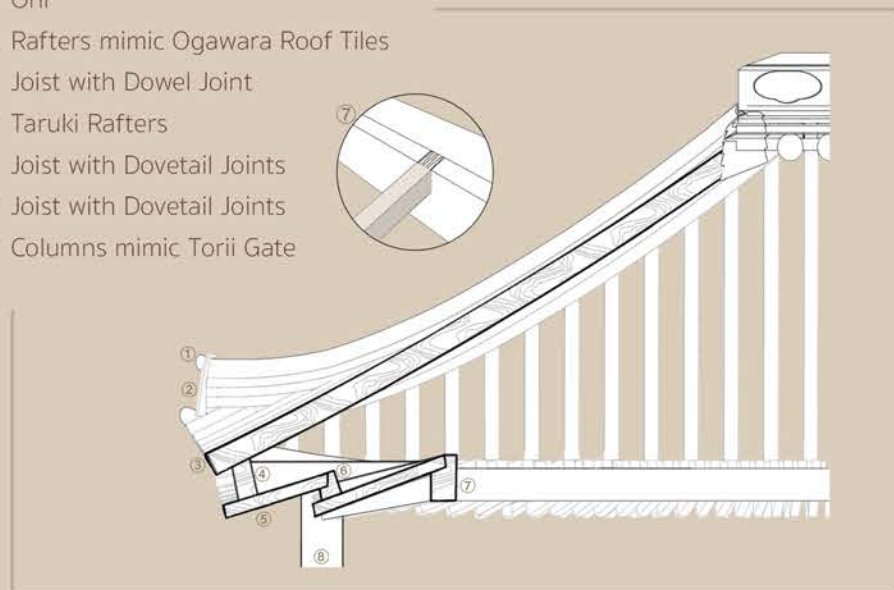 Oni
Rafters mimic Ogawara Roof Tiles
Joist with Dowel Joint
Taruki Rafters
Joist with Dovetail Joints
Joist with Dovetail Joints
Columns mimic Torii Gate
⑦
①
②
③
④
⑥
⑦
⑤
⑧